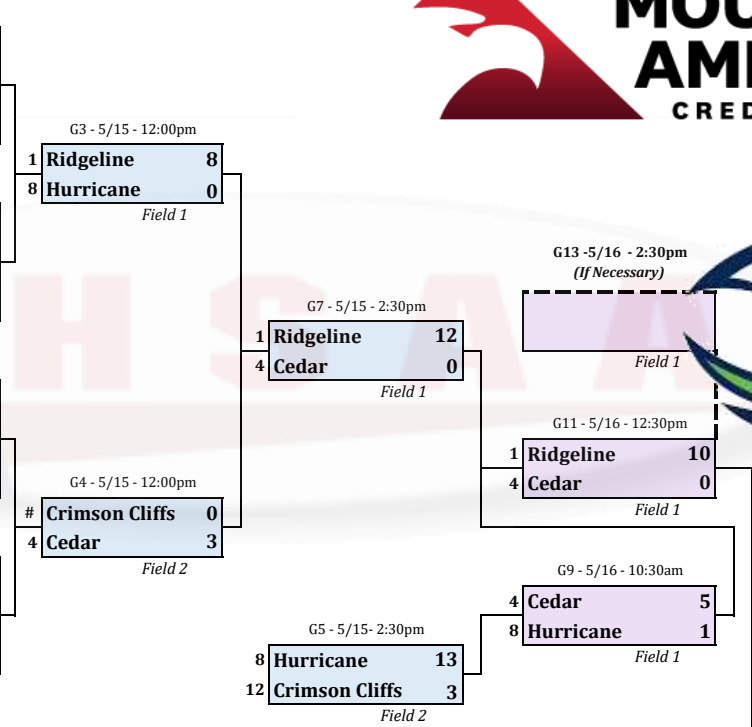 MOU
AME
CRED
G3 - 5/15 - 12:00pm
1 Ridgeline 8
8 Hurricane 0
Field 1
G13 -5/16 - 2:30pm
(If Necessary)
Field 1
HSAA
G7 - 5/15 - 2:30pm
1 Ridgeline 12
4 Cedar 0
Field 1
G11 - 5/16 - 12:30pm
1 Ridgeline 10
4 Cedar 0
Field 1
G4 - 5/15 - 12:00pm
# Crimson Cliffs 0
4 Cedar 3
Field 2
G9 - 5/16 - 10:30am
4 Cedar 5
8 Hurricane 1
Field 1
G5 - 5/15- 2:30pm
8 Hurricane 13
12 Crimson Cliffs 3
Field 2